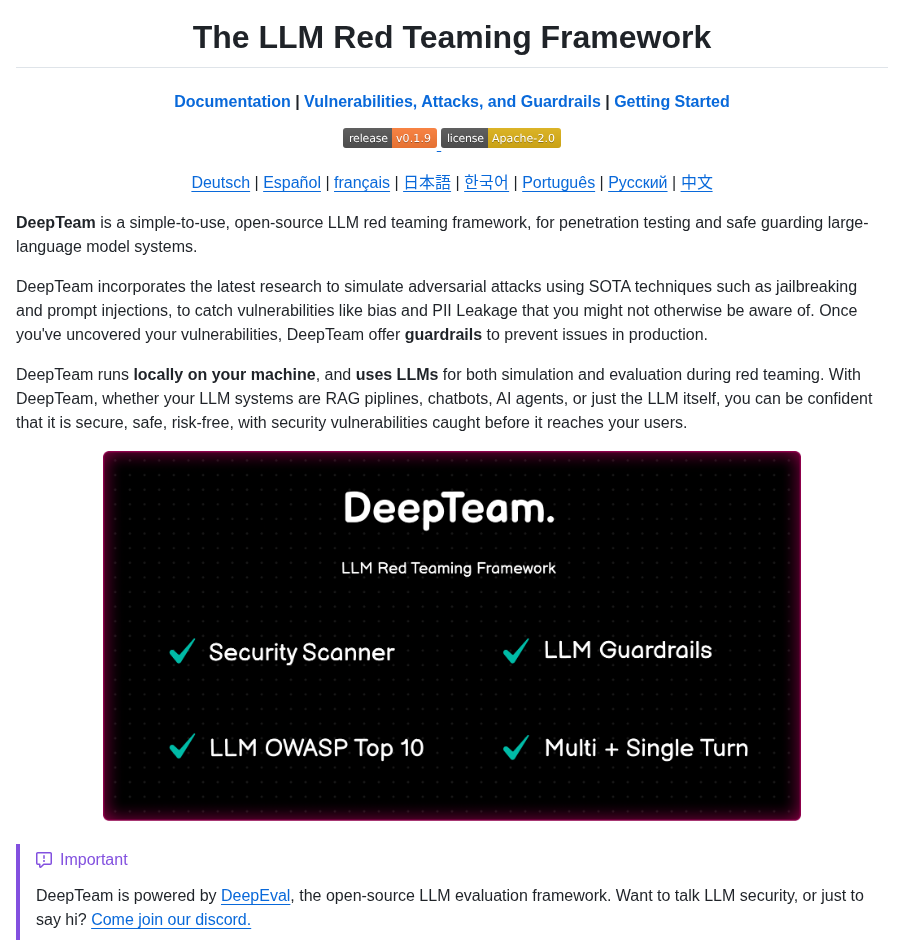 The LLM Red Teaming Framework
Documentation | Vulnerabilities, Attacks, and Guardrails | Getting Started
release v0.1.9 license Apache-2.0
Deutsch | Español | français | 日本語 | 한국어 | Português | Русский | 中文
DeepTeam is a simple-to-use, open-source LLM red teaming framework, for penetration testing and safe guarding large-
language model systems.
DeepTeam incorporates the latest research to simulate adversarial attacks using SOTA techniques such as jailbreaking
and prompt injections, to catch vulnerabilities like bias and PII Leakage that you might not otherwise be aware of. Once
you've uncovered your vulnerabilities, DeepTeam offer guardrails to prevent issues in production.
DeepTeam runs locally on your machine, and uses LLMs for both simulation and evaluation during red teaming. With
DeepTeam, whether your LLM systems are RAG piplines, chatbots, AI agents, or just the LLM itself, you can be confident
that it is secure, safe, risk-free, with security vulnerabilities caught before it reaches your users.
DeepTeam.
LLM Red Teaming Framework
Security Scanner
LLM Guardrails
LLM OWASP Top 10
Multi + Single Turn
Important
DeepTeam is powered by DeepEval, the open-source LLM evaluation framework. Want to talk LLM security, or just to
say hi? Come join our discord.